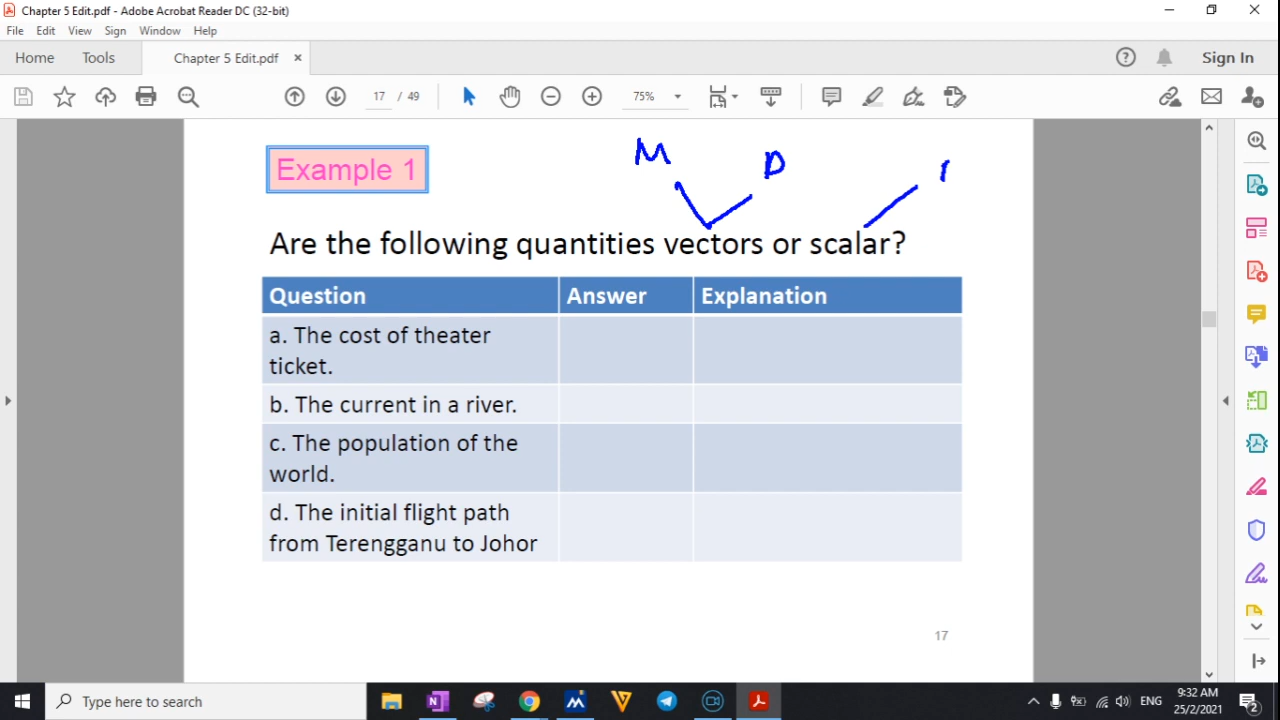 Chapter 5 Edit.pdf - Adobe Acrobat Reader DC (32-bit)
File Edit View Sign Window Help
Home Tools Chapter 5 Edit.pdf × Sign In
17 / 49 75%
Example 1
M D
Are the following quantities vectors or scalar?
Question Answer Explanation
a. The cost of theater
ticket.
b. The current in a river.
c. The population of the
world.
d. The initial flight path
from Terengganu to Johor
17
Type here to search
ENG
9:32 AM
25/2/2021
2